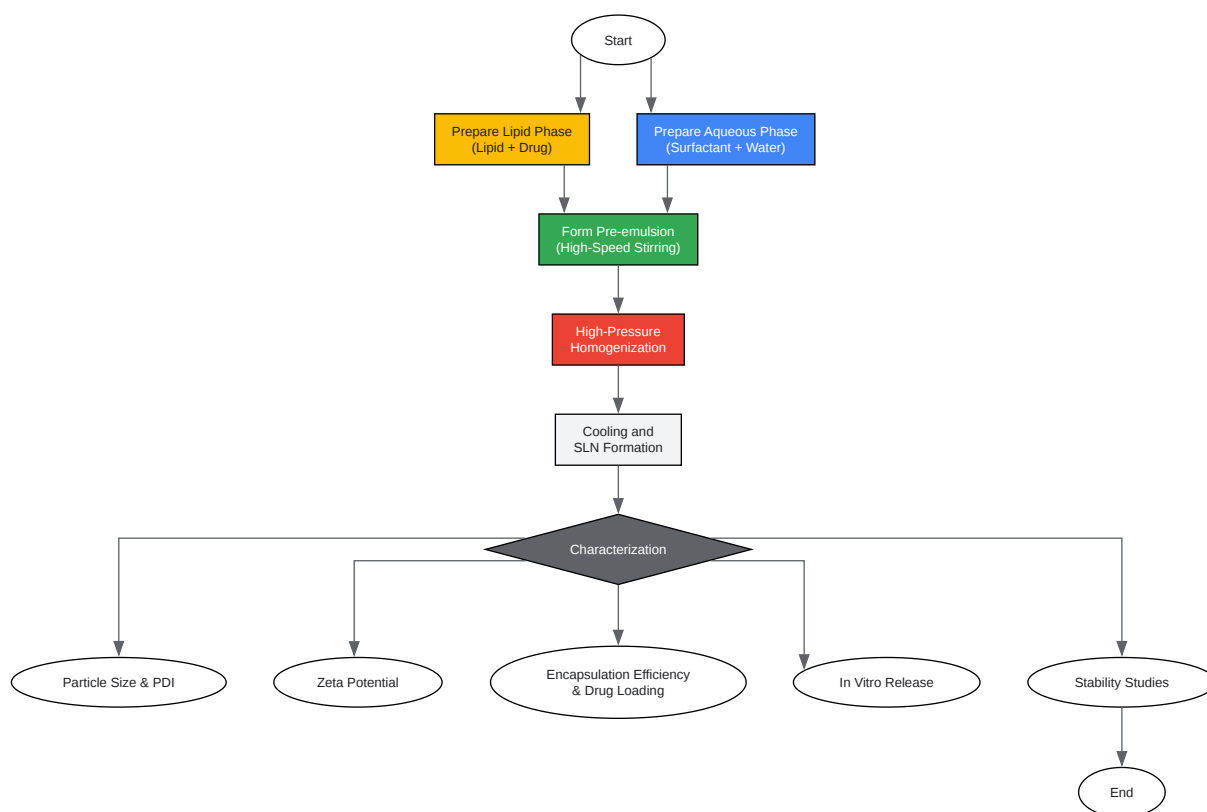 Start
Prepare Lipid Phase
(Lipid + Drug)
Prepare Aqueous Phase
(Surfactant + Water)
Form Pre-emulsion
(High-Speed Stirring)
High-Pressure
Homogenization
Cooling and
SLN Formation
Characterization
Particle Size & PDI
Zeta Potential
Encapsulation Efficiency
& Drug Loading
In Vitro Release
Stability Studies
End